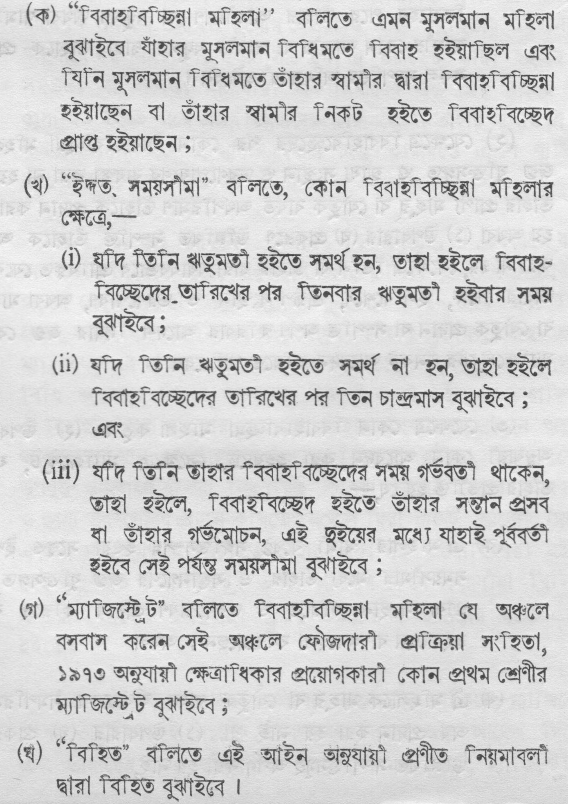 (ক) “বিবাহবিচ্ছিন্না মহিলা” বলিতে এমন মুসলমান মহিলা
বুঝাইবে যাঁহার মুসলমান বিধিমতে বিবাহ হইয়াছিল এবং
যিনি মুসলমান বিধিমতে তাঁহার স্বামীর দ্বারা বিবাহবিচ্ছিন্না
হইয়াছেন বা তাঁহার স্বামীর নিকট হইতে বিবাহবিচ্ছেদ
প্রাপ্ত হইয়াছেন ;
(খ) “ইদ্দত, সময়সীমা” বলিতে, কোন বিবাহবিচ্ছিন্না মহিলার
ক্ষেত্রে,—
(i) যদি তিনি ঋতুমতী হইতে সমর্থ হন, তাহা হইলে বিবাহ-
বিচ্ছেদের তারিখের পর তিনবার ঋতুমতী হইবার সময়
বুঝাইবে ;
(ii) যদি তিনি ঋতুমতী হইতে সমর্থ না হন, তাহা হইলে
বিবাহবিচ্ছেদের তারিখের পর তিন চান্দ্রমাস বুঝাইবে ;
এবং
(iii) যদি তিনি তাহার বিবাহবিচ্ছেদের সময় গর্ভবতী থাকেন,
তাহা হইলে, বিবাহবিচ্ছেদ হইতে তাঁহার সন্তান প্রসব
বা তাঁহার গর্ভমোচন, এই দুইয়ের মধ্যে যাহাই পূর্ববর্তী
হইবে সেই পর্যন্ত সময়সীমা বুঝাইবে ;
(গ) “ম্যাজিস্ট্রেট” বলিতে বিবাহবিচ্ছিন্না মহিলা যে অঞ্চলে
বসবাস করেন সেই অঞ্চলে ফৌজদারী প্রক্রিয়া সংহিতা,
১৯৭৩ অনুযায়ী ক্ষেত্রাধিকার প্রয়োগকারী কোন প্রথম শ্রেণীর
ম্যাজিস্ট্রেট বুঝাইবে ;
(ঘ) “বিহিত” বলিতে এই আইন অনুযায়ী প্রণীত নিয়মাবলী
দ্বারা বিহিত বুঝাইবে ।